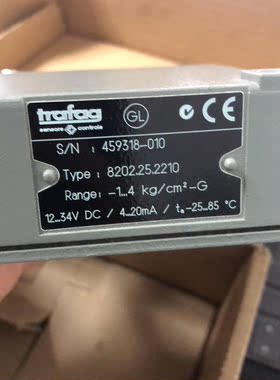 trafag
sensors controls
GL
CE
S/N : 459318-010
Type : 8202.25.2210
Range: -1...4 kg/cm²-G
12...34V DC / 4...20mA / tₐ-25...85 °C